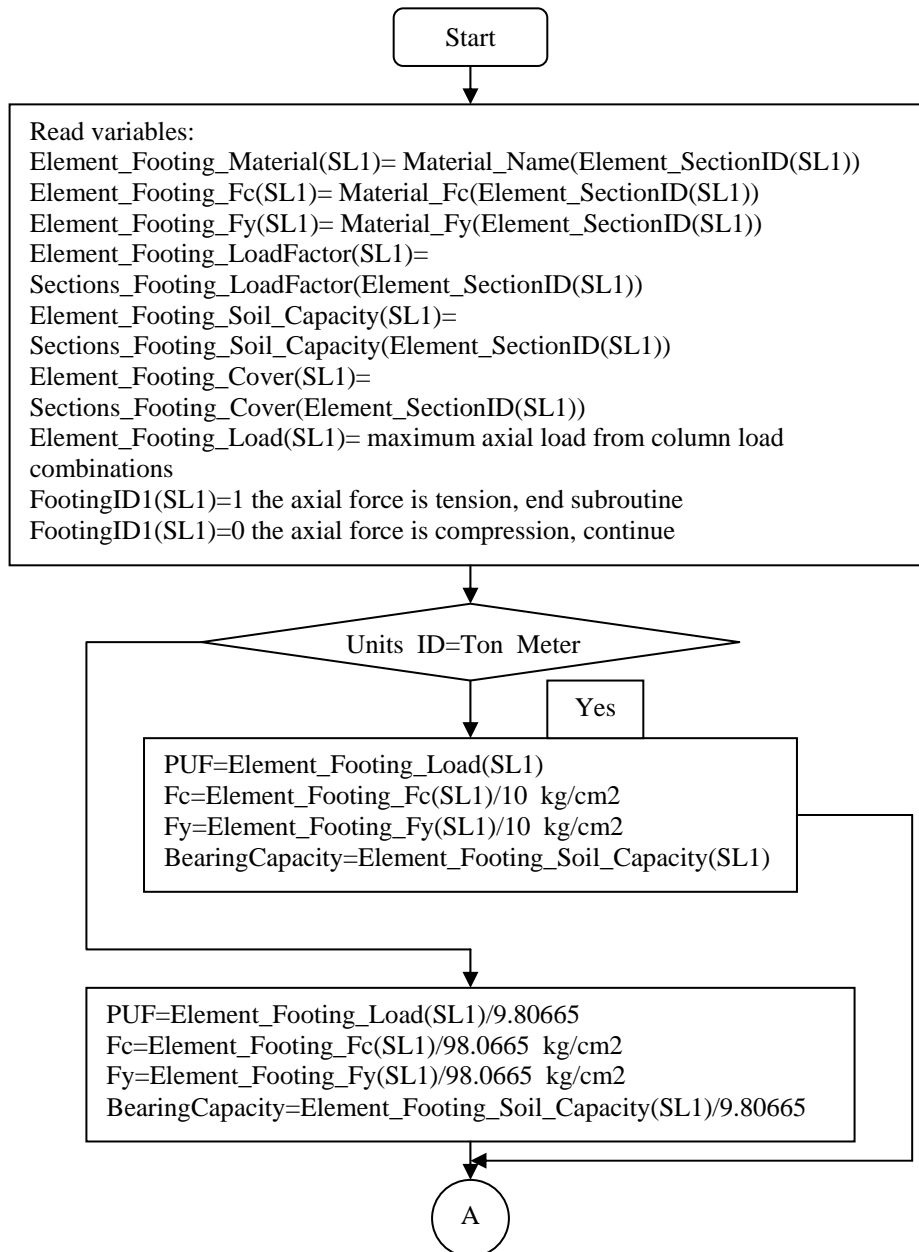 Start
Read variables:
Element_Footing_Material(SL1)= Material_Name(Element_SectionID(SL1))
Element_Footing_Fc(SL1)= Material_Fc(Element_SectionID(SL1))
Element_Footing_Fy(SL1)= Material_Fy(Element_SectionID(SL1))
Element_Footing_LoadFactor(SL1)=
Sections_Footing_LoadFactor(Element_SectionID(SL1))
Element_Footing_Soil_Capacity(SL1)=
Sections_Footing_Soil_Capacity(Element_SectionID(SL1))
Element_Footing_Cover(SL1)=
Sections_Footing_Cover(Element_SectionID(SL1))
Element_Footing_Load(SL1)= maximum axial load from column load
combinations
FootingID1(SL1)=1 the axial force is tension, end subroutine
FootingID1(SL1)=0 the axial force is compression, continue
Units ID=Ton Meter
Yes
PUF=Element_Footing_Load(SL1)
Fc=Element_Footing_Fc(SL1)/10 kg/cm2
Fy=Element_Footing_Fy(SL1)/10 kg/cm2
BearingCapacity=Element_Footing_Soil_Capacity(SL1)
PUF=Element_Footing_Load(SL1)/9.80665
Fc=Element_Footing_Fc(SL1)/98.0665 kg/cm2
Fy=Element_Footing_Fy(SL1)/98.0665 kg/cm2
BearingCapacity=Element_Footing_Soil_Capacity(SL1)/9.80665
A